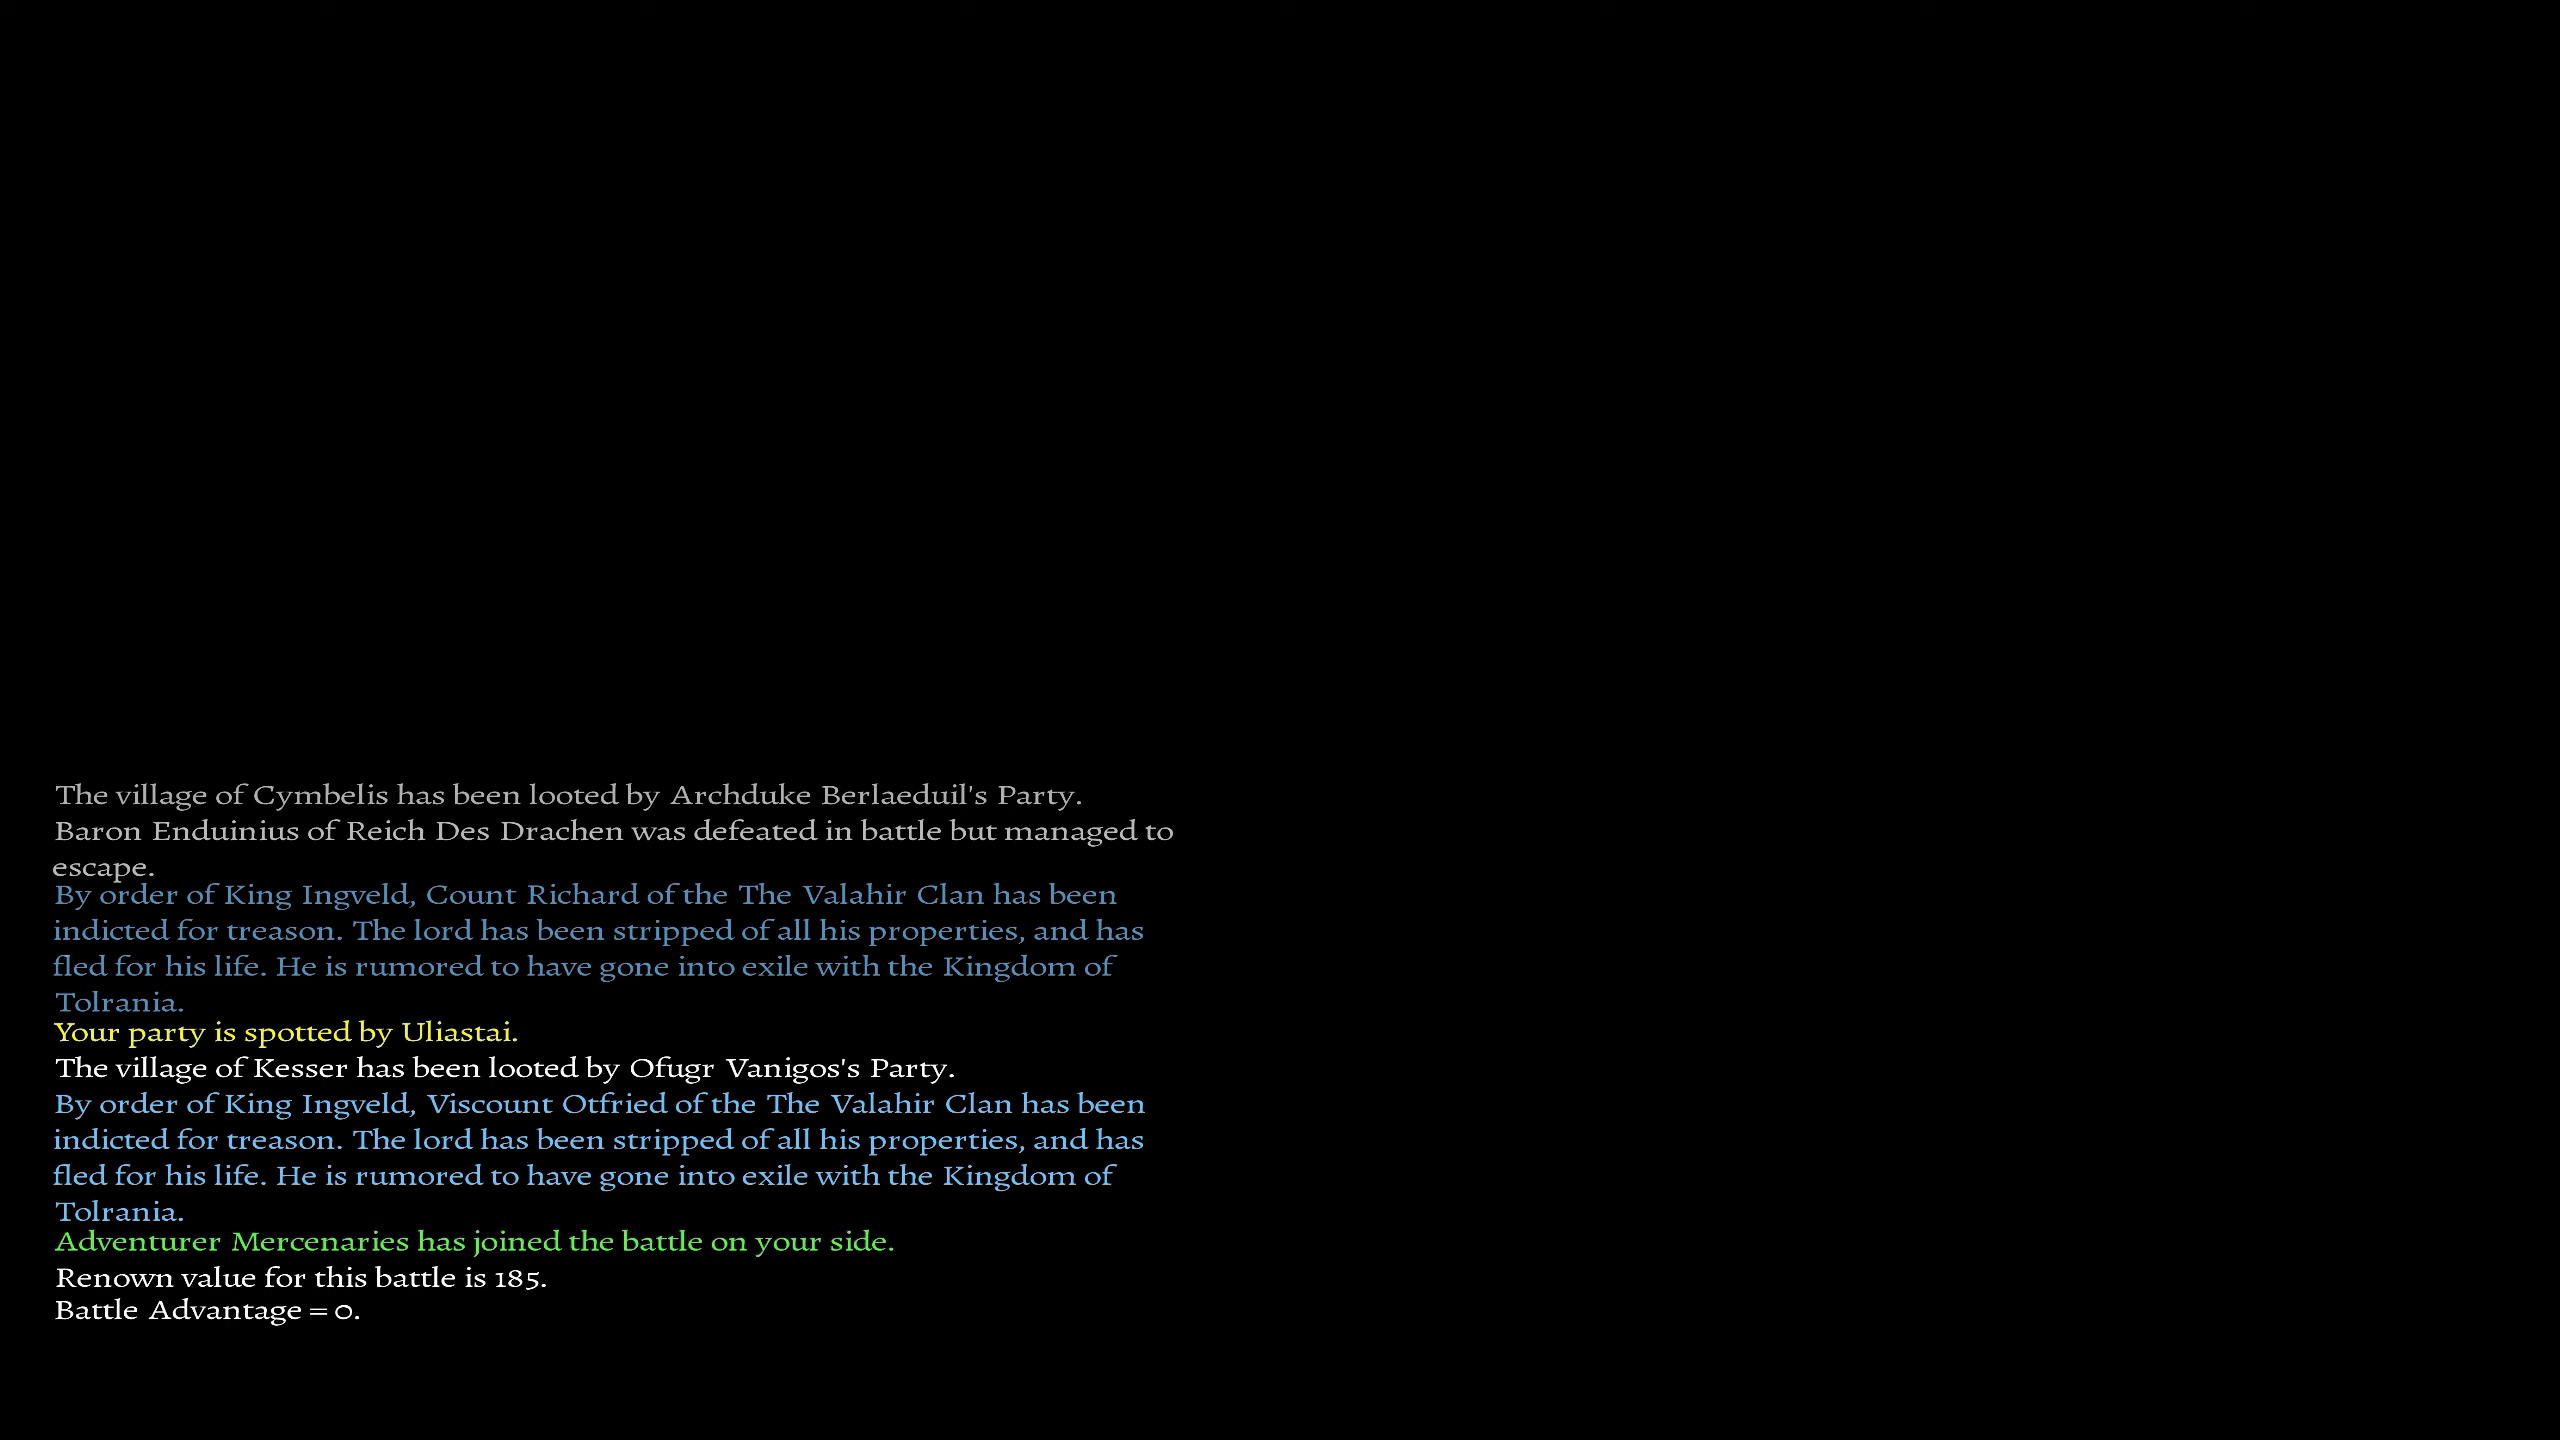 The village of Cymbelis has been looted by Archduke Berlaeduil's Party.
Baron Enduinius of Reich Des Drachen was defeated in battle but managed to
escape.
By order of King Ingveld, Count Richard of the The Valahir Clan has been
indicted for treason. The lord has been stripped of all his properties, and has
fled for his life. He is rumored to have gone into exile with the Kingdom of
Tolrania.
Your party is spotted by Uliastai.
The village of Kesser has been looted by Ofugr Vanigos's Party.
By order of King Ingveld, Viscount Otfried of the The Valahir Clan has been
indicted for treason. The lord has been stripped of all his properties, and has
fled for his life. He is rumored to have gone into exile with the Kingdom of
Tolrania.
Adventurer Mercenaries has joined the battle on your side.
Renown value for this battle is 185.
Battle Advantage = 0.